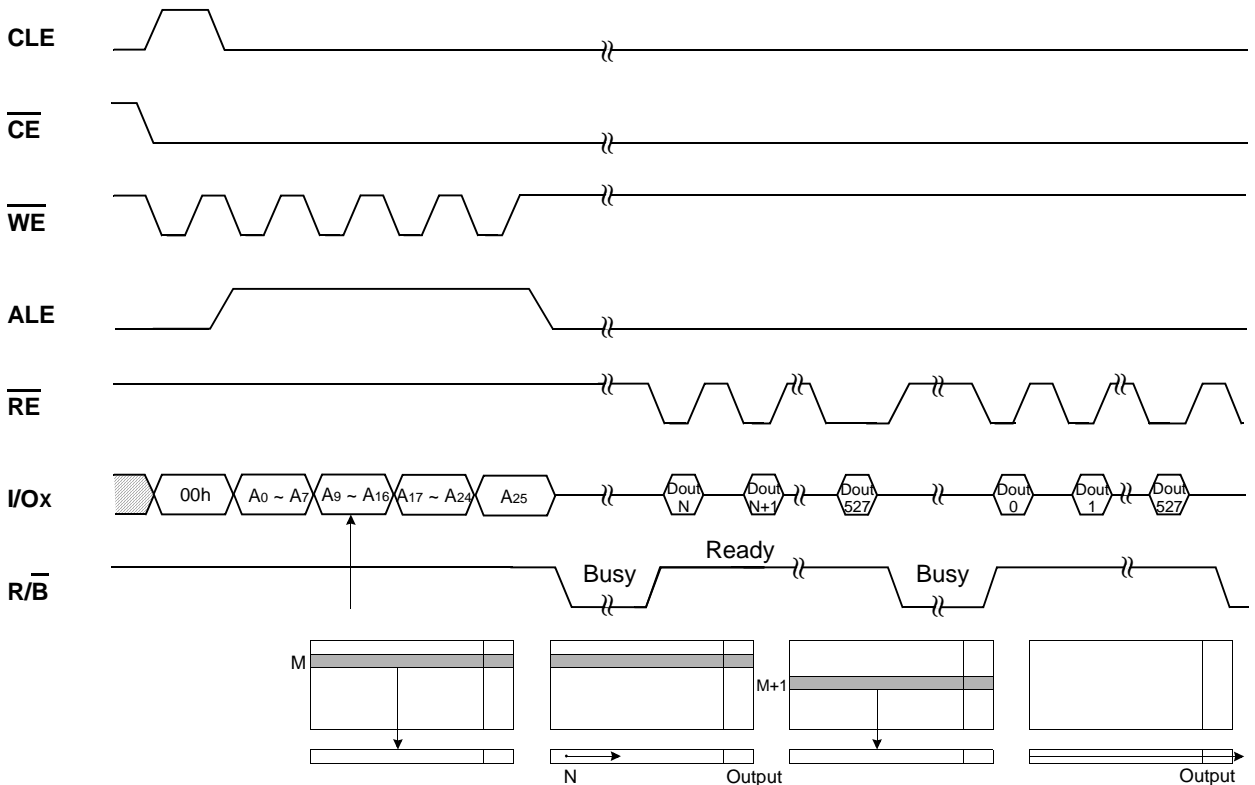 CLE
CE
WE
ALE
RE
I/Ox
00h
A0 ~ A7
A9 ~ A16
A17 ~ A24
A25
Dout
N
Dout
N+1
Dout
527
Dout
0
Dout
1
Dout
527
R/B
Busy
Ready
Busy
M
M+1
N
Output
Output